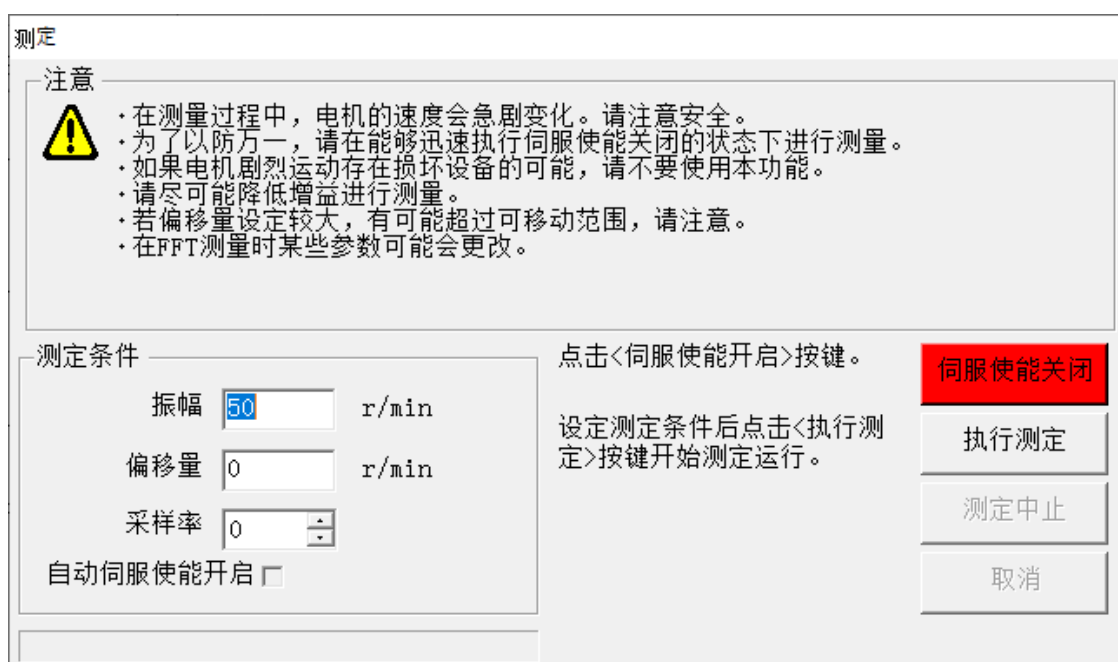 测定
注意
·在测量过程中，电机的速度会急剧变化。请注意安全。
·为了以防万一，请在能够迅速执行伺服使能关闭的状态下进行测量。
·如果电机剧烈运动存在损坏设备的可能，请不要使用本功能。
·请尽可能降低增益进行测量。
·若偏移量设定较大，有可能超过可移动范围，请注意。
·在FFT测量时某些参数可能会更改。
测定条件
振幅 50 r/min
偏移量 0 r/min
采样率 0
自动伺服使能开启
点击<伺服使能开启>按键。
设定测定条件后点击<执行测
定>按键开始测定运行。
伺服使能关闭
执行测定
测定中止
取消